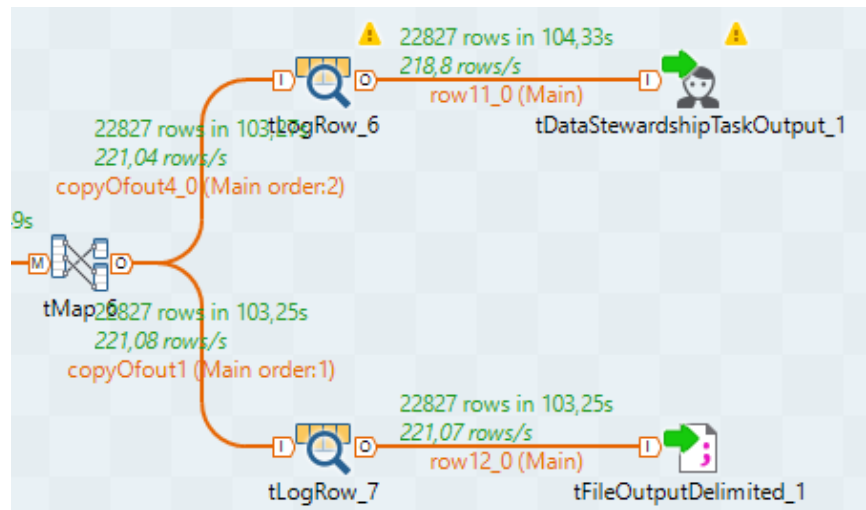 22827 rows in 104,33s
218,8 rows/s
row11_0 (Main)
22827 rows in 103,27s
tLogRow_6
tDataStewardshipTaskOutput_1
221,04 rows/s
copyOfout4_0 (Main order:2)
9s
M
O
I
O
I
tMap_6
22827 rows in 103,25s
221,08 rows/s
copyOfout1 (Main order:1)
22827 rows in 103,25s
221,07 rows/s
I
O
I
row12_0 (Main)
tLogRow_7
tFileOutputDelimited_1